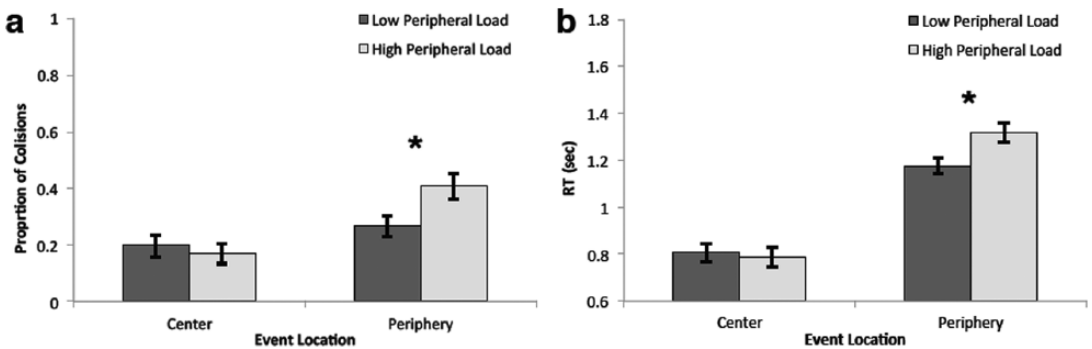 a
Proprtion of Colisions
1
0.8
0.6
0.4
0.2
0
Low Peripheral Load
High Peripheral Load
*
Center
Periphery
Event Location
b
RT (sec)
1.8
1.6
1.4
1.2
1
0.8
0.6
Low Peripheral Load
High Peripheral Load
*
Center
Periphery
Event Location